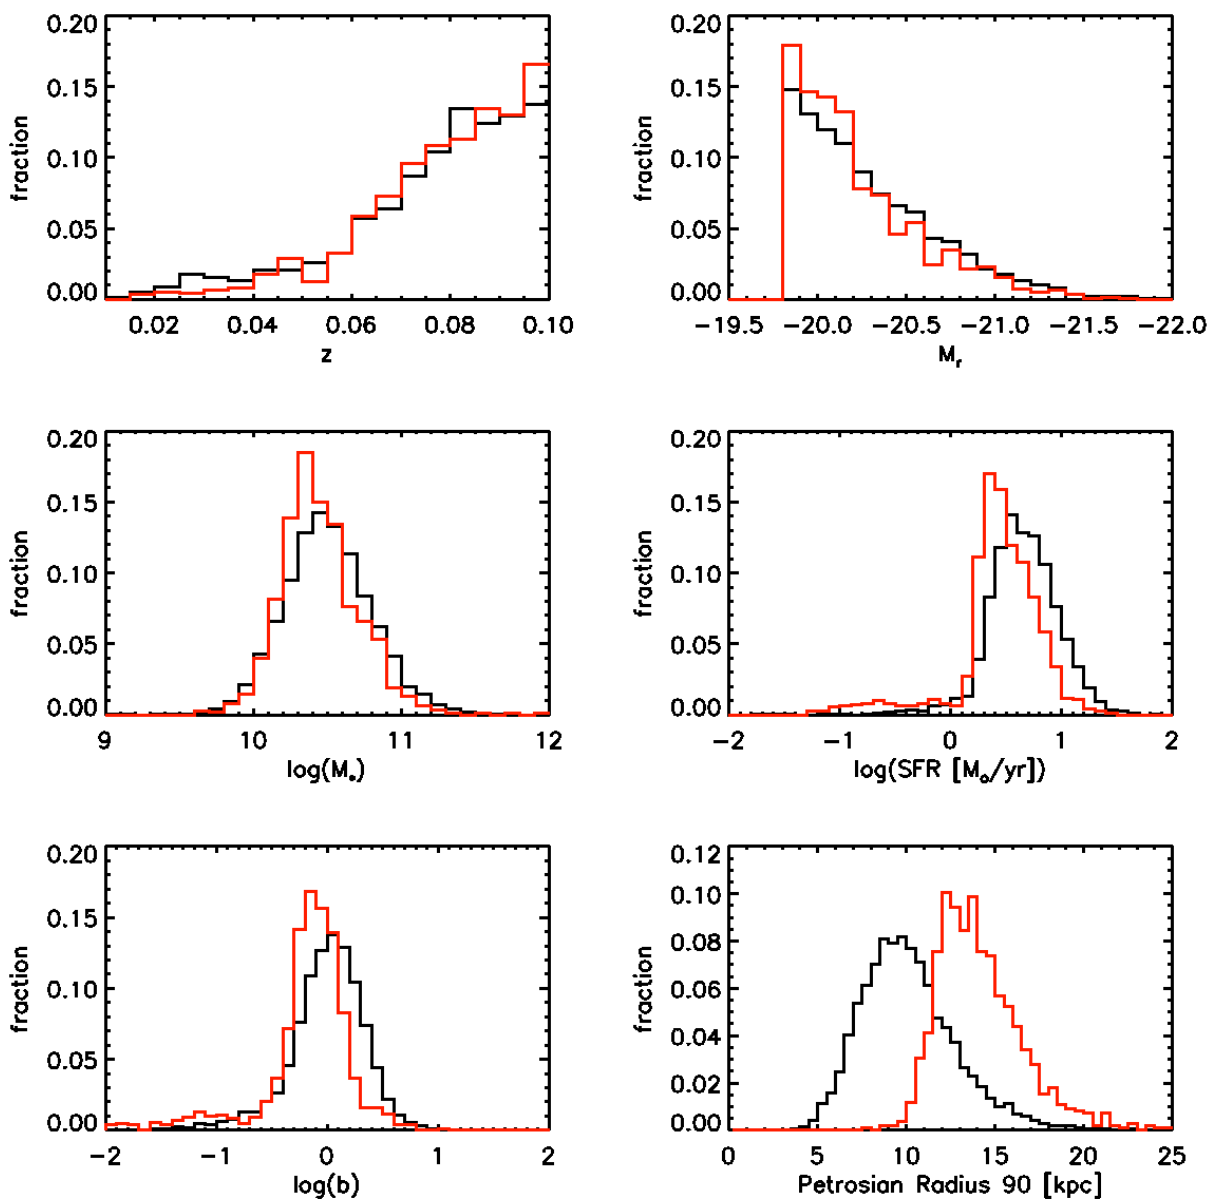 0.20
0.15
0.10
0.05
0.00
fraction
0.02 0.04 0.06 0.08 0.10
z
0.20
0.15
0.10
0.05
0.00
fraction
−19.5 −20.0 −20.5 −21.0 −21.5 −22.0
M_r
0.20
0.15
0.10
0.05
0.00
fraction
9 10 11 12
log(M_*)
0.20
0.15
0.10
0.05
0.00
fraction
−2 −1 0 1 2
log(SFR [M_o/yr])
0.20
0.15
0.10
0.05
0.00
fraction
−2 −1 0 1 2
log(b)
0.12
0.10
0.08
0.06
0.04
0.02
0.00
fraction
0 5 10 15 20 25
Petrosian Radius 90 [kpc]